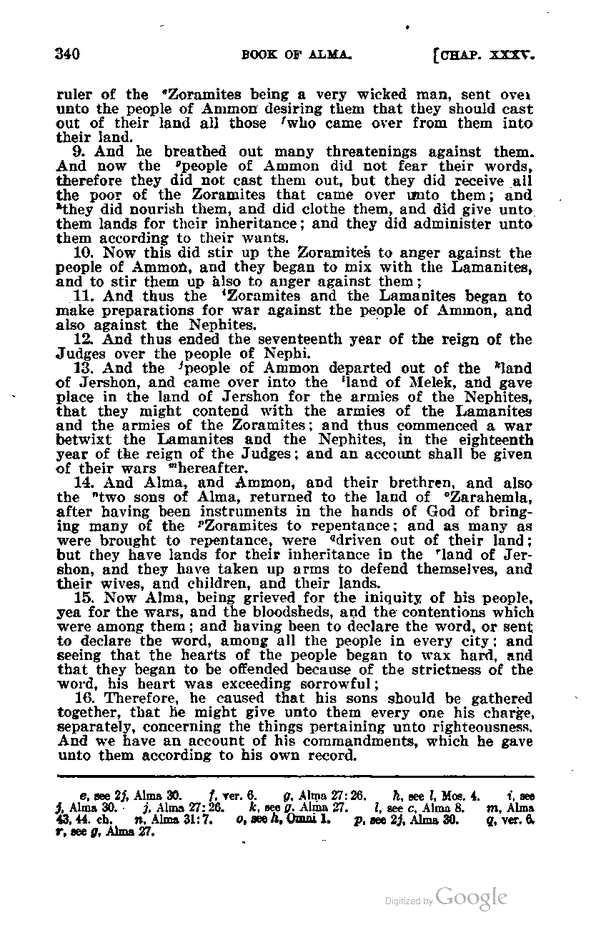 340 BOOK OF ALMA. [CHAP. XXXV.
ruler of the eZoramites being a very wicked man, sent over
unto the people of Ammon desiring them that they should cast
out of their land all those fwho came over from them into
their land.
9. And he breathed out many threatenings against them.
And now the gpeople of Ammon did not fear their words,
therefore they did not cast them out, but they did receive all
the poor of the Zoramites that came over unto them; and
hthey did nourish them, and did clothe them, and did give unto
them lands for their inheritance; and they did administer unto
them according to their wants.
10. Now this did stir up the Zoramites to anger against the
people of Ammon, and they began to mix with the Lamanites,
and to stir them up also to anger against them;
11. And thus the iZoramites and the Lamanites began to
make preparations for war against the people of Ammon, and
also against the Nephites.
12. And thus ended the seventeenth year of the reign of the
Judges over the people of Nephi.
13. And the jpeople of Ammon departed out of the kland
of Jershon, and came over into the lland of Melek, and gave
place in the land of Jershon for the armies of the Nephites,
that they might contend with the armies of the Lamanites
and the armies of the Zoramites; and thus commenced a war
betwixt the Lamanites and the Nephites, in the eighteenth
year of the reign of the Judges; and an account shall be given
of their wars mhereafter.
14. And Alma, and Ammon, and their brethren, and also
the ntwo sons of Alma, returned to the land of oZarahemla,
after having been instruments in the hands of God of bring-
ing many of the pZoramites to repentance; and as many as
were brought to repentance, were qdriven out of their land;
but they have lands for their inheritance in the rland of Jer-
shon, and they have taken up arms to defend themselves, and
their wives, and children, and their lands.
15. Now Alma, being grieved for the iniquity of his people,
yea for the wars, and the bloodsheds, and the contentions which
were among them; and having been to declare the word, or sent
to declare the word, among all the people in every city; and
seeing that the hearts of the people began to wax hard, and
that they began to be offended because of the strictness of the
word, his heart was exceeding sorrowful;
16. Therefore, he caused that his sons should be gathered
together, that he might give unto them every one his charge,
separately, concerning the things pertaining unto righteousness.
And we have an account of his commandments, which he gave
unto them according to his own record.
e, see 2j, Alma 30. f, ver. 6. g, Alma 27:26. h, see l, Mos. 4. i, see
j, Alma 30. j, Alma 27:26. k, see g, Alma 27. l, see c, Alma 8. m, Alma
43, 44. ch. n, Alma 31:7. o, see h, Omni 1. p, see 2j, Alma 30. q, ver. 6.
r, see g, Alma 27.
Digitized by Google